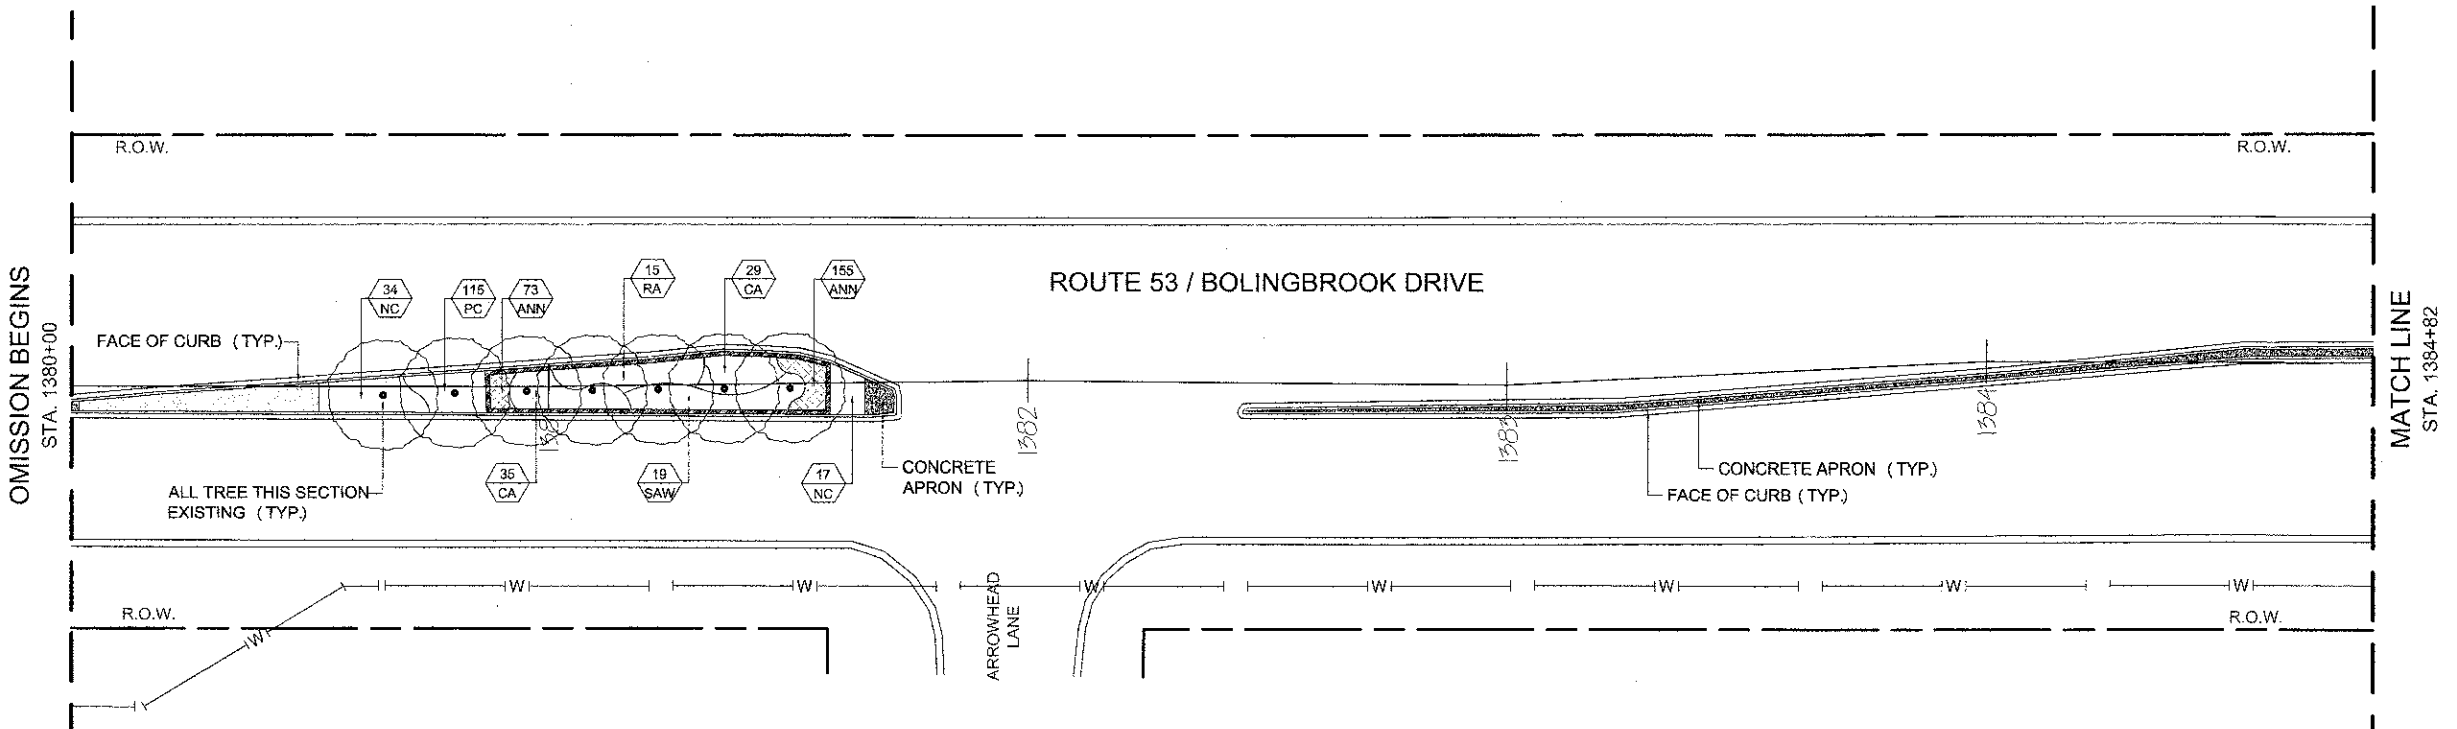 R.O.W.
R.O.W.
ROUTE 53 / BOLINGBROOK DRIVE
OMISSION BEGINS
STA. 1380+00
FACE OF CURB (TYP.)
34
NC
115
PC
73
ANN
15
RA
29
CA
155
ANN
ALL TREE THIS SECTION
EXISTING (TYP.)
35
CA
19
SAW
17
NC
CONCRETE
APRON (TYP.)
1382
1383
1384
CONCRETE APRON (TYP.)
FACE OF CURB (TYP.)
MATCH LINE
STA. 1384+82
W
W
W
W
W
W
W
W
ARROWHEAD
LANE
R.O.W.
R.O.W.